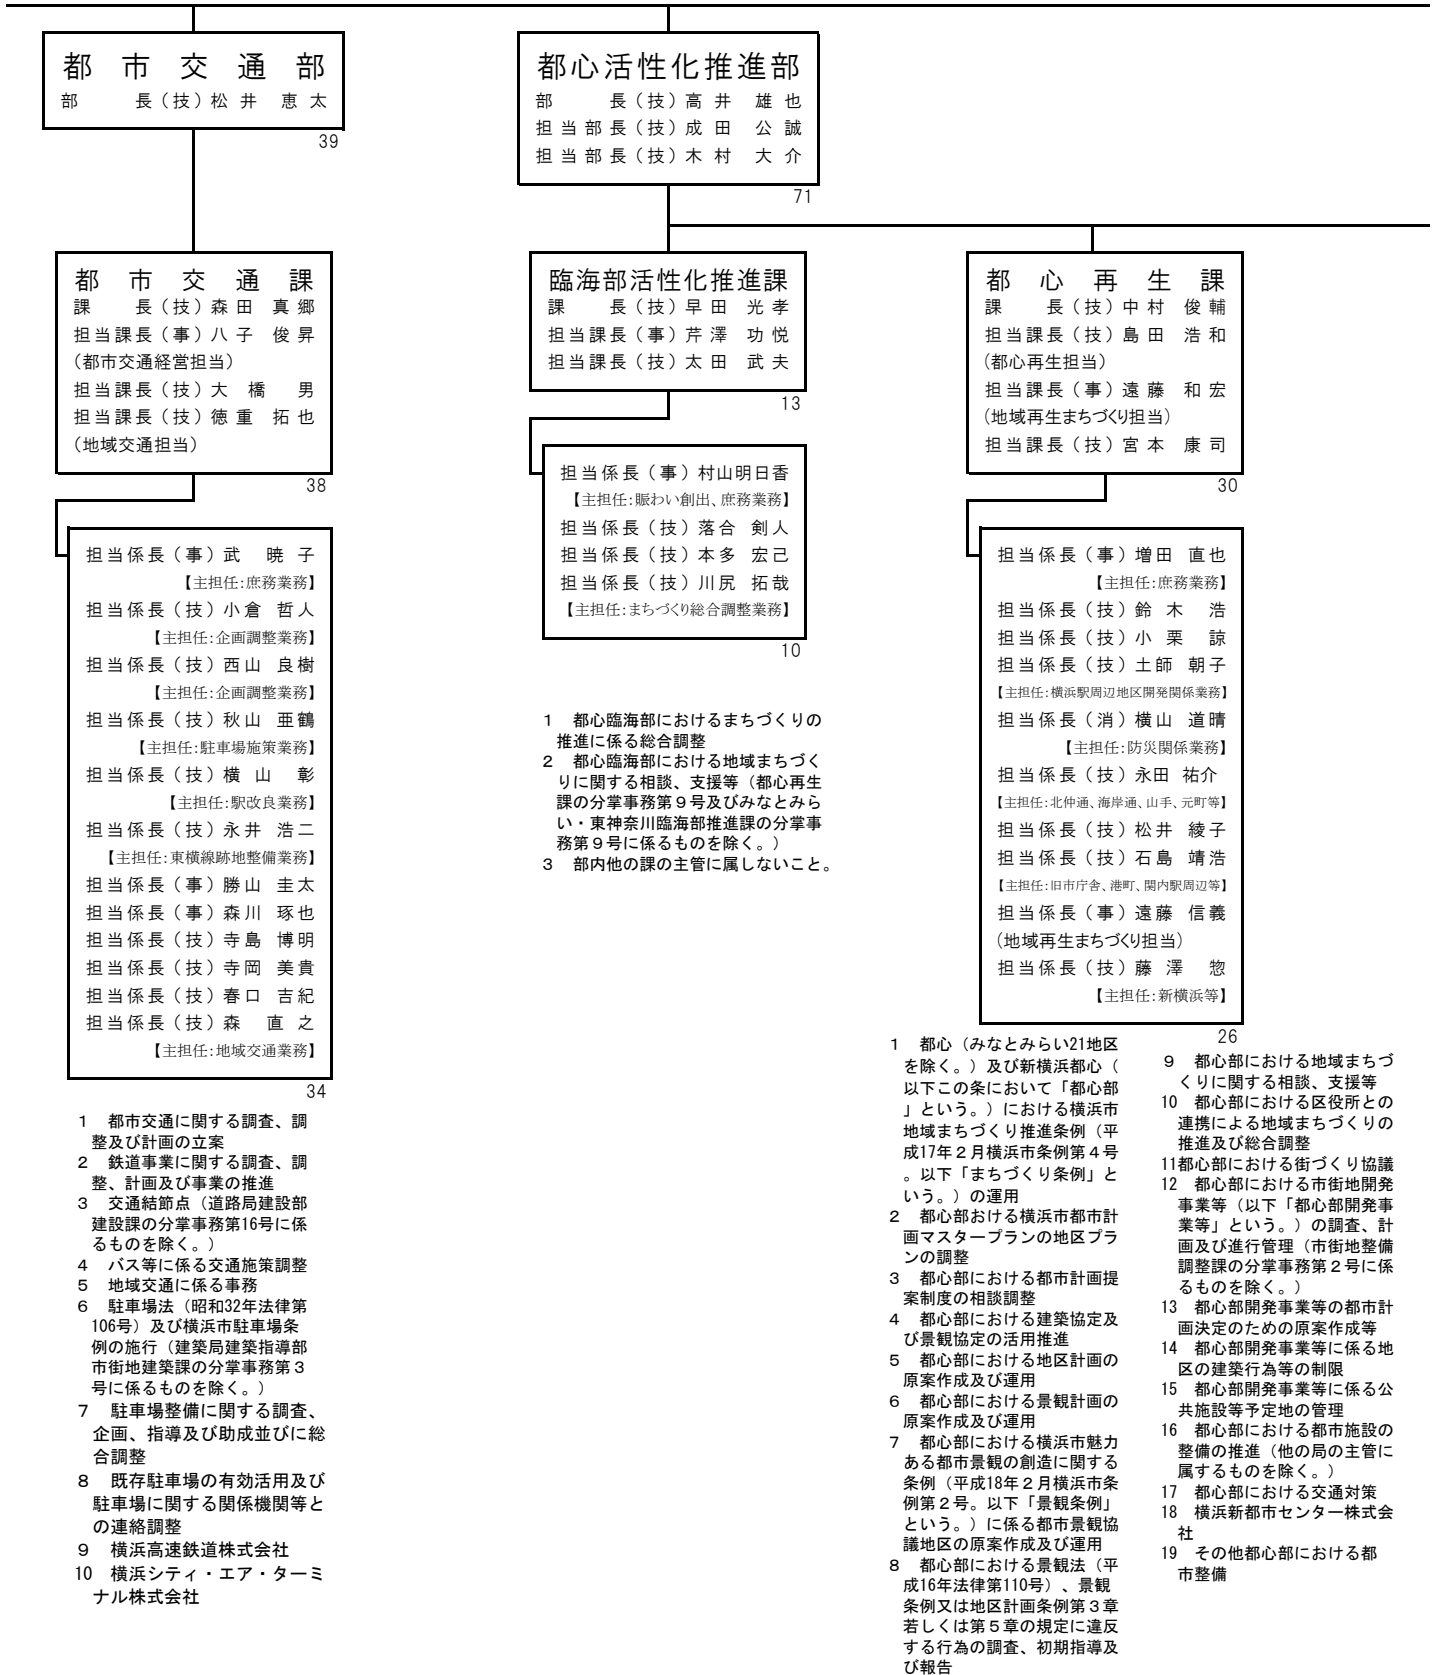 都市交通部
部長（技）松井 恵太
39
都市交通課
課長（技）森田 真郷
担当課長（事）八子 俊昇
（都市交通経営担当）
担当課長（技）大橋 男
担当課長（技）徳重 拓也
（地域交通担当）
38
担当係長（事）武 暁子
【主担任:庶務業務】
担当係長（技）小倉 哲人
【主担任:企画調整業務】
担当係長（技）西山 良樹
【主担任:企画調整業務】
担当係長（技）秋山 亜鶴
【主担任:駐車場施策業務】
担当係長（技）横山 彰
【主担任:駅改良業務】
担当係長（技）永井 浩二
【主担任:東横線跡地整備業務】
担当係長（事）勝山 圭太
担当係長（事）森川 琢也
担当係長（技）寺島 博明
担当係長（技）寺岡 美貴
担当係長（技）春口 吉紀
担当係長（技）森 直之
【主担任:地域交通業務】
34
1 都市交通に関する調査、調
整及び計画の立案
2 鉄道事業に関する調査、調
整、計画及び事業の推進
3 交通結節点（道路局建設部
建設課の分掌事務第16号に係
るものを除く。）
4 バス等に係る交通施策調整
5 地域交通に係る事務
6 駐車場法（昭和32年法律第
106号）及び横浜市駐車場条
例の施行（建築局建築指導部
市街地建築課の分掌事務第３
号に係るものを除く。）
7 駐車場整備に関する調査、
企画、指導及び助成並びに総
合調整
8 既存駐車場の有効活用及び
駐車場に関する関係機関等と
の連絡調整
9 横浜高速鉄道株式会社
10 横浜シティ・エア・ターミ
ナル株式会社
都心活性化推進部
部長（技）高井 雄也
担当部長（技）成田 公誠
担当部長（技）木村 大介
71
臨海部活性化推進課
課長（技）早田 光孝
担当課長（事）芹澤 功悦
担当課長（技）太田 武夫
13
担当係長（事）村山明日香
【主担任:賑わい創出、庶務業務】
担当係長（技）落合 剣人
担当係長（技）本多 宏己
担当係長（技）川尻 拓哉
【主担任:まちづくり総合調整業務】
10
1 都心臨海部におけるまちづくりの
推進に係る総合調整
2 都心臨海部における地域まちづく
りに関する相談、支援等（都心再生
課の分掌事務第９号及びみなとみら
い・東神奈川臨海部推進課の分掌事
務第９号に係るものを除く。）
3 部内他の課の主管に属しないこと。
都心再生課
課長（技）中村 俊輔
担当課長（技）島田 浩和
（都心再生担当）
担当課長（事）遠藤 和宏
（地域再生まちづくり担当）
担当課長（技）宮本 康司
30
担当係長（事）増田 直也
【主担任:庶務業務】
担当係長（技）鈴木 浩
担当係長（技）小栗 諒
担当係長（技）土師 朝子
【主担任:横浜駅周辺地区開発関係業務】
担当係長（消）横山 道晴
【主担任:防災関係業務】
担当係長（技）永田 祐介
【主担任:北仲通、海岸通、山手、元町等】
担当係長（技）松井 綾子
担当係長（技）石島 靖浩
【主担任:旧市庁舎、港町、関内駅周辺等】
担当係長（事）遠藤 信義
（地域再生まちづくり担当）
担当係長（技）藤澤 惣
【主担任:新横浜等】
26
1 都心（みなとみらい21地区
を除く。）及び新横浜都心（
以下この条において「都心部
」という。）における横浜市
地域まちづくり推進条例（平
成17年２月横浜市条例第４号
。以下「まちづくり条例」と
いう。）の運用
2 都心部おける横浜市都市計
画マスタープランの地区プラ
ンの調整
3 都心部における都市計画提
案制度の相談調整
4 都心部における建築協定及
び景観協定の活用推進
5 都心部における地区計画の
原案作成及び運用
6 都心部における景観計画の
原案作成及び運用
7 都心部における横浜市魅力
ある都市景観の創造に関する
条例（平成18年２月横浜市条
例第２号。以下「景観条例」
という。）に係る都市景観協
議地区の原案作成及び運用
8 都心部における景観法（平
成16年法律第110号）、景観
条例又は地区計画条例第３章
若しくは第５章の規定に違反
する行為の調査、初期指導及
び報告
9 都心部における地域まちづ
くりに関する相談、支援等
10 都心部における区役所との
連携による地域まちづくりの
推進及び総合調整
11都心部における街づくり協議
12 都心部における市街地開発
事業等（以下「都心部開発事
業等」という。）の調査、計
画及び進行管理（市街地整備
調整課の分掌事務第２号に係
るものを除く。）
13 都心部開発事業等の都市計
画決定のための原案作成等
14 都心部開発事業等に係る地
区の建築行為等の制限
15 都心部開発事業等に係る公
共施設等予定地の管理
16 都心部における都市施設の
整備の推進（他の局の主管に
属するものを除く。）
17 都心部における交通対策
18 横浜新都市センター株式会
社
19 その他都心部における都
市整備